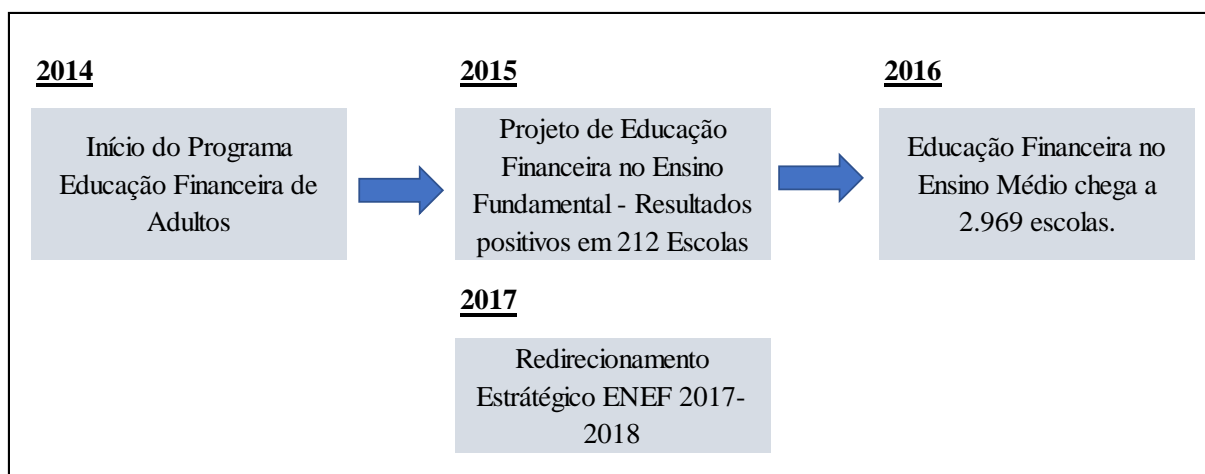 2014
Início do Programa
Educação Financeira de
Adultos
2015
Projeto de Educação
Financeira no Ensino
Fundamental - Resultados
positivos em 212 Escolas
2016
Educação Financeira no
Ensino Médio chega a
2.969 escolas.
2017
Redirecionamento
Estrátégico ENEF 2017-
2018